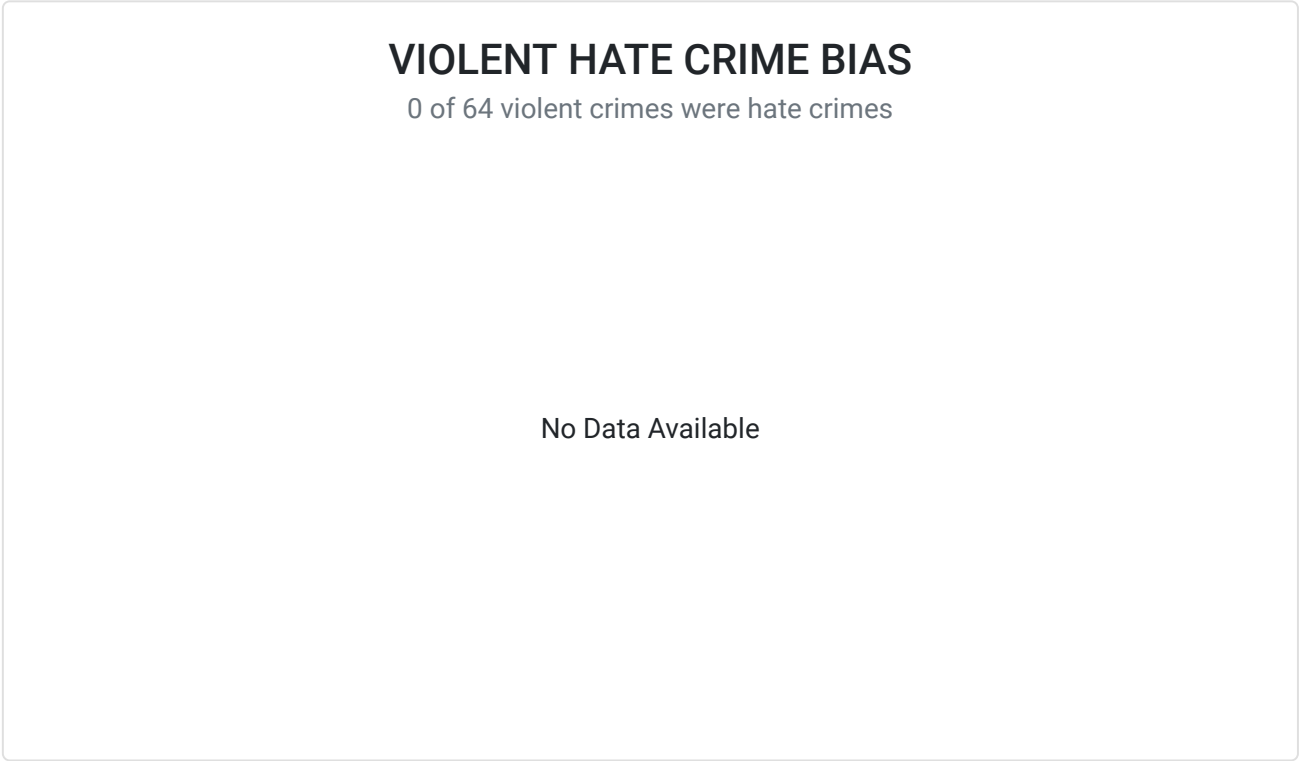 VIOLENT HATE CRIME BIAS
0 of 64 violent crimes were hate crimes
No Data Available